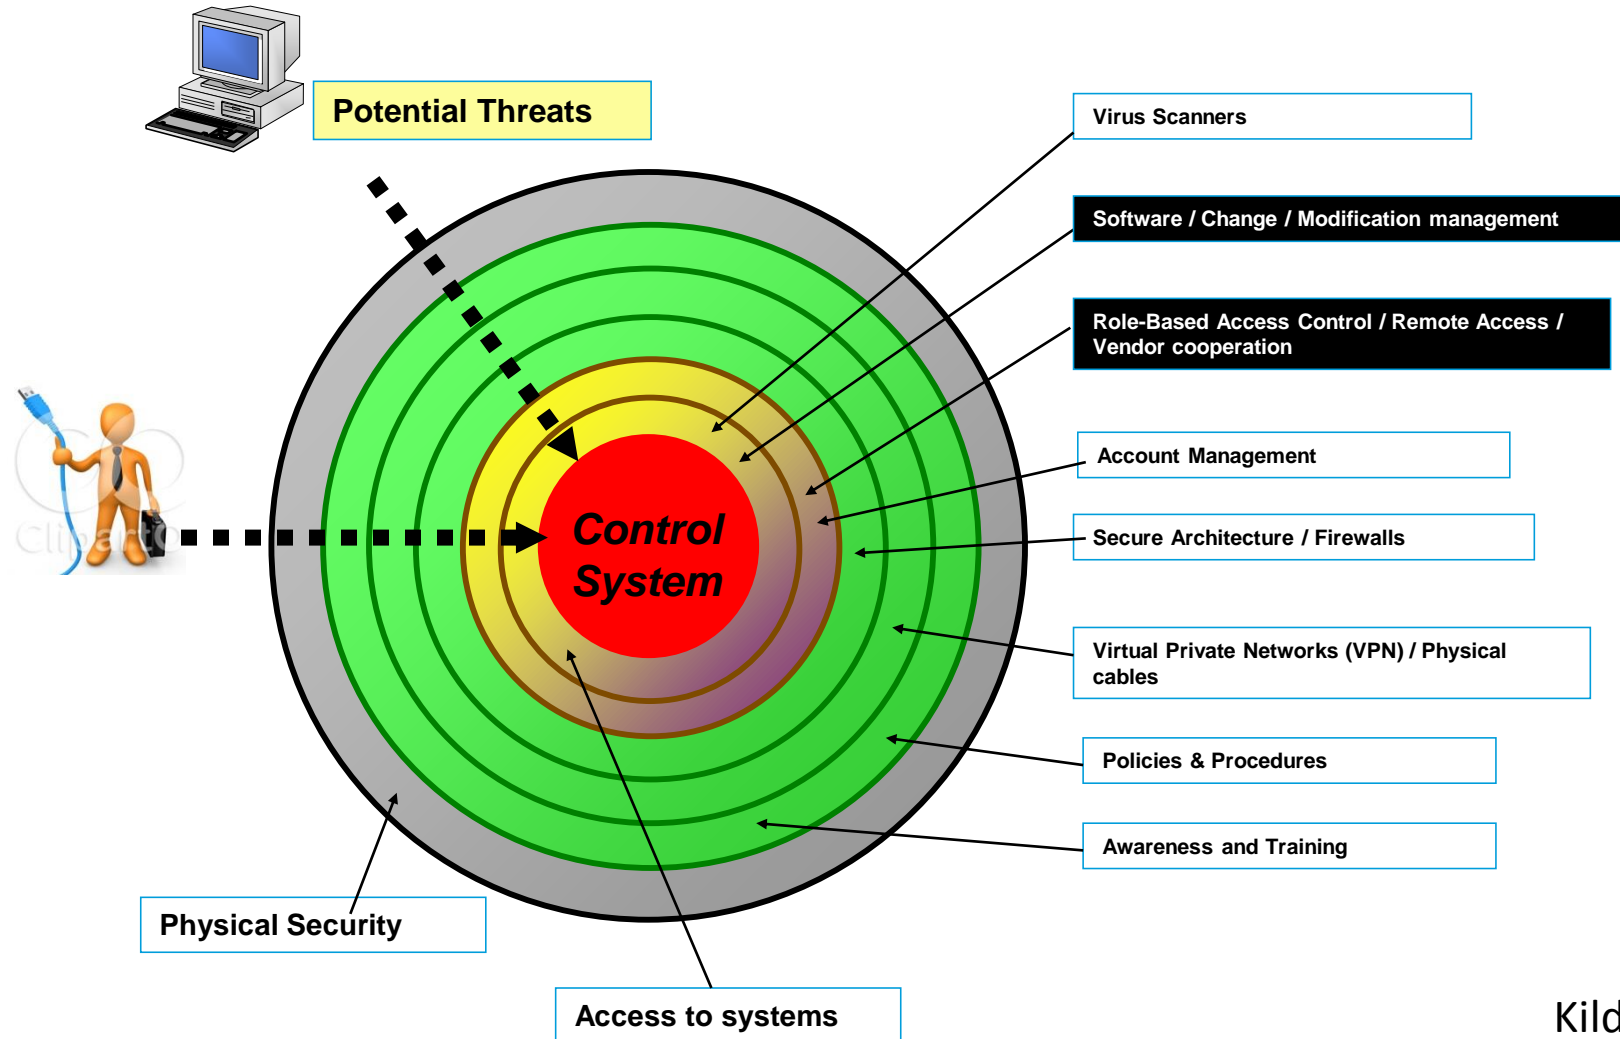 Potential Threats
Virus Scanners
Software / Change / Modification management
Role-Based Access Control / Remote Access /
Vendor cooperation
Account Management
Control
System
Secure Architecture / Firewalls
Virtual Private Networks (VPN) / Physical
cables
Policies & Procedures
Awareness and Training
Physical Security
Access to systems
Kild